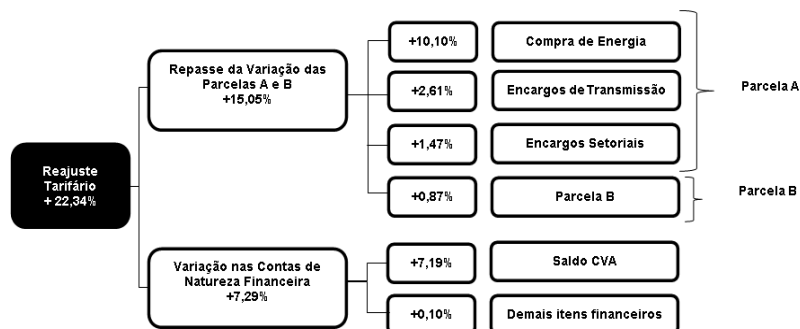 Reajuste
Tarifário
+ 22,34%
Repasse da Variação das
Parcelas A e B
+15,05%
+10,10%
Compra de Energia
+2,61%
Encargos de Transmissão
+1,47%
Encargos Setoriais
Parcela A
+0,87%
Parcela B
Parcela B
Variação nas Contas de
Natureza Financeira
+7,29%
+7,19%
Saldo CVA
+0,10%
Demais itens financeiros